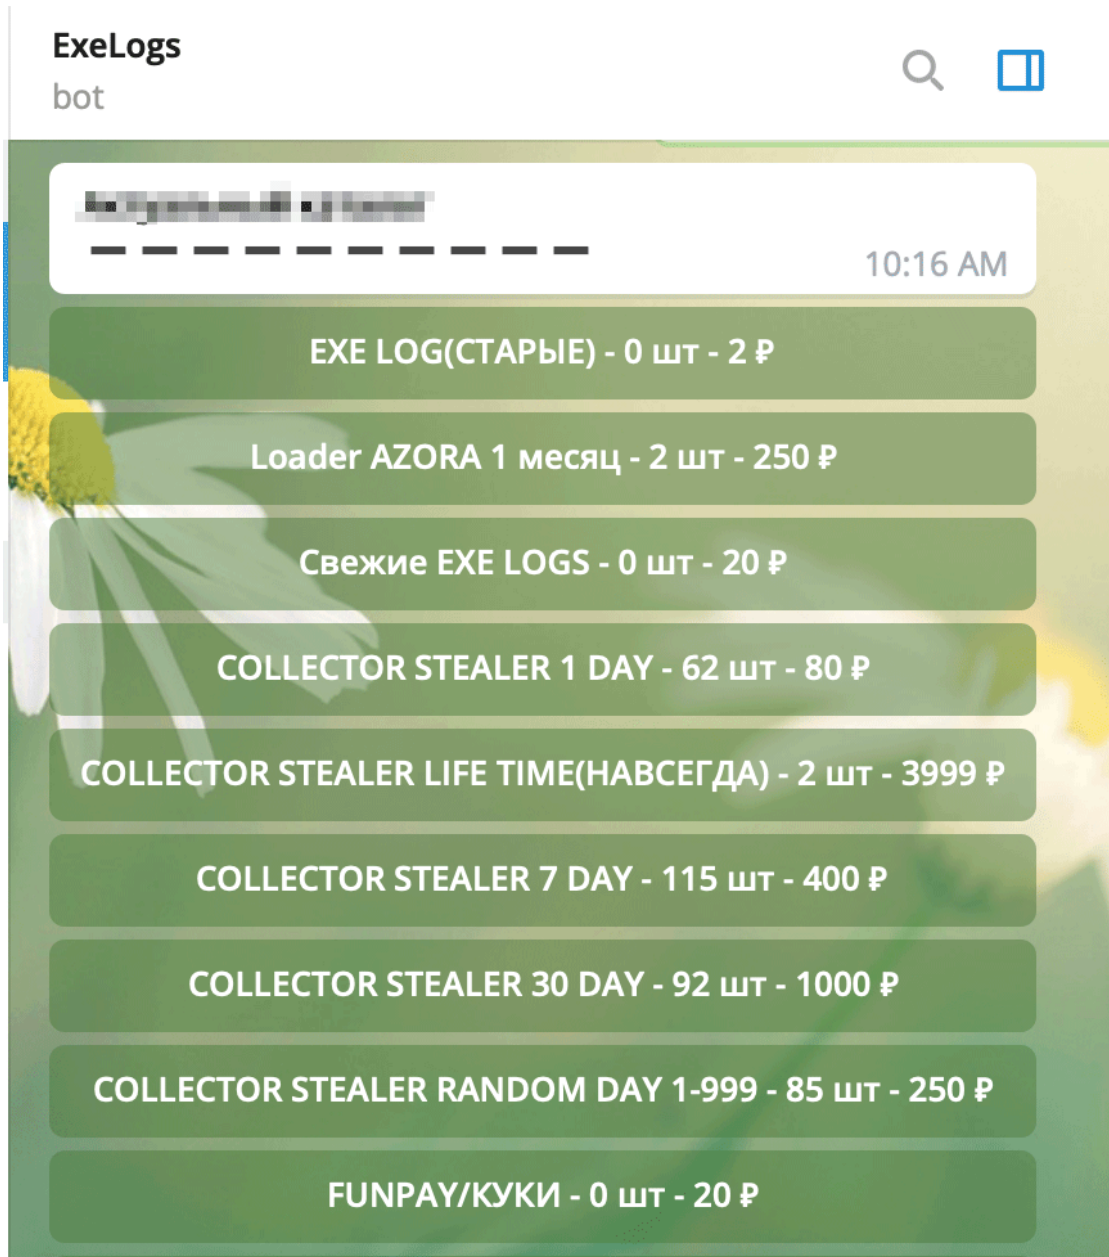 ExeLogs
bot
10:16 AM
EXE LOG(СТАРЫЕ) - 0 шт - 2 ₽
Loader AZORA 1 месяц - 2 шт - 250 ₽
Свежие EXE LOGS - 0 шт - 20 ₽
COLLECTOR STEALER 1 DAY - 62 шт - 80 ₽
COLLECTOR STEALER LIFE TIME(НАВСЕГДА) - 2 шт - 3999 ₽
COLLECTOR STEALER 7 DAY - 115 шт - 400 ₽
COLLECTOR STEALER 30 DAY - 92 шт - 1000 ₽
COLLECTOR STEALER RANDOM DAY 1-999 - 85 шт - 250 ₽
FUNPAY/КУКИ - 0 шт - 20 ₽